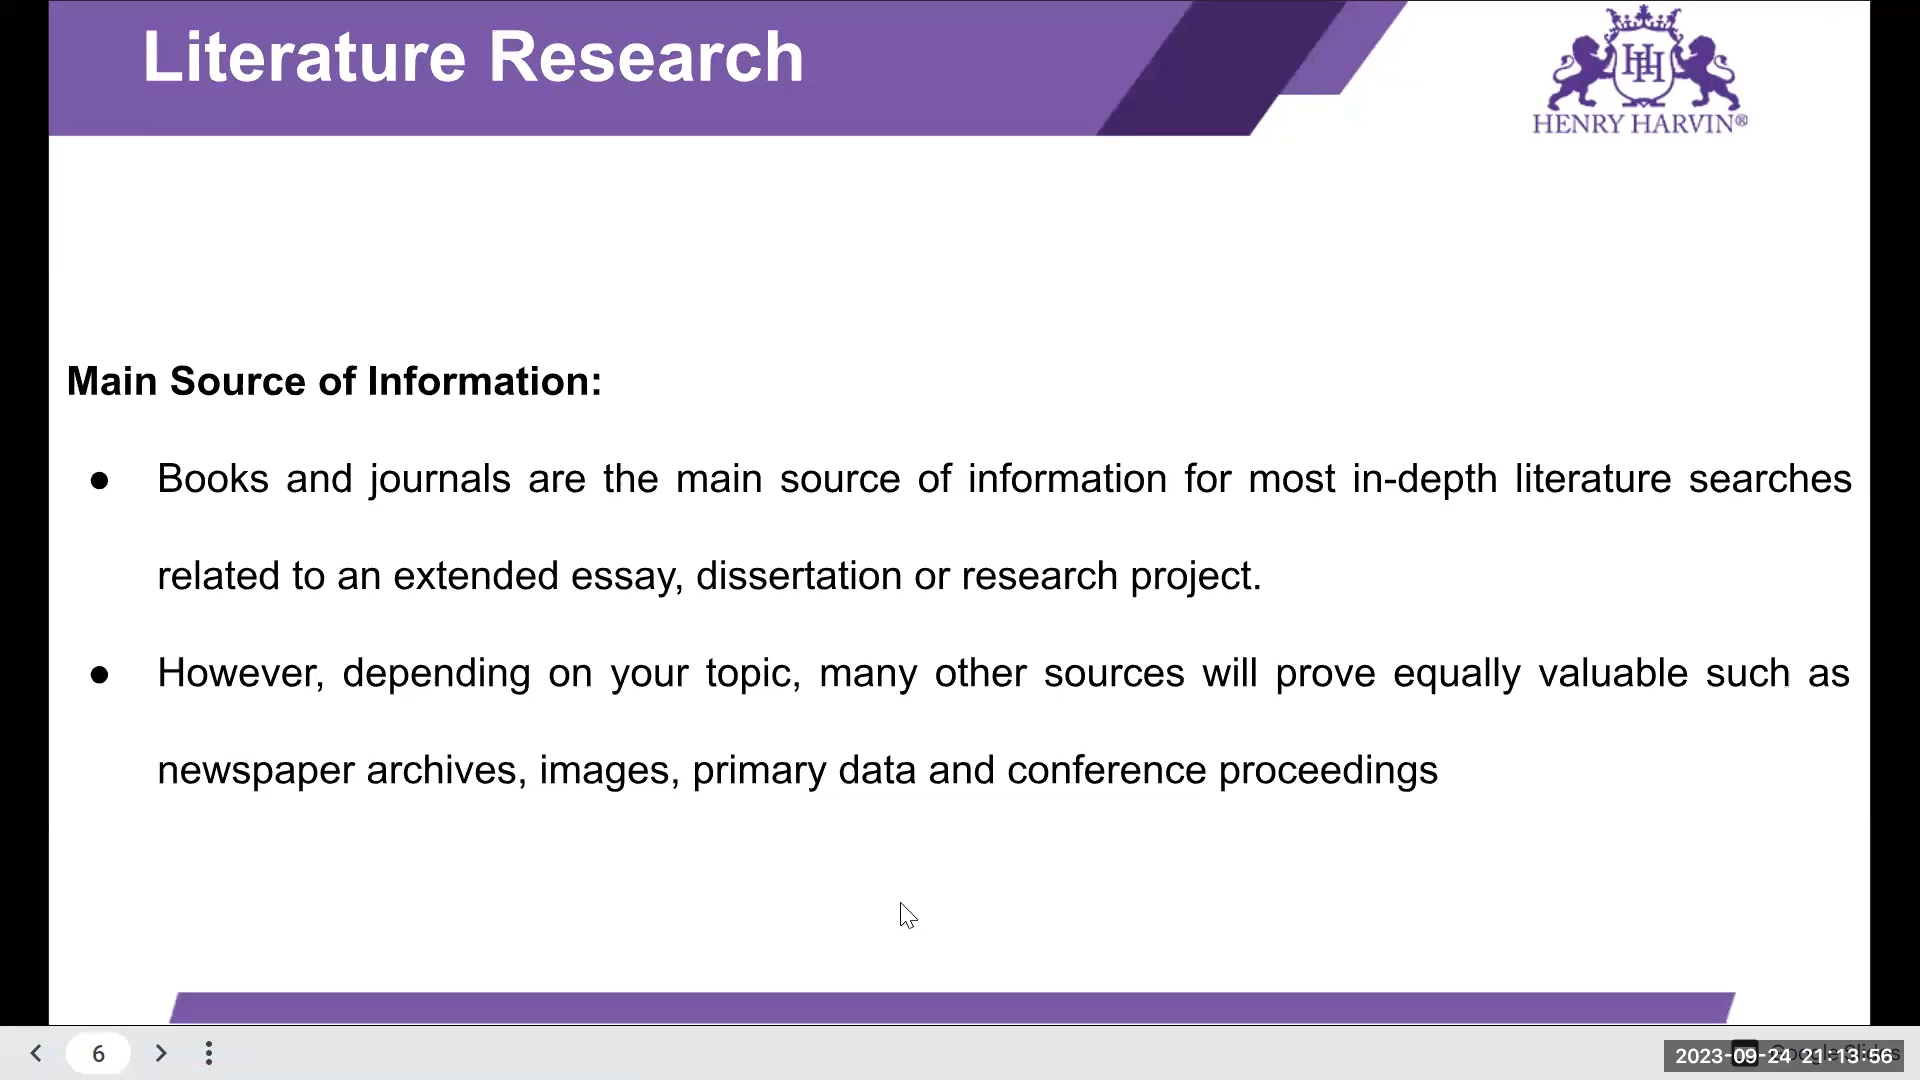 Literature Research
HH
HENRY HARVIN®
Main Source of Information:
● Books and journals are the main source of information for most in-depth literature searches
related to an extended essay, dissertation or research project.
● However, depending on your topic, many other sources will prove equally valuable such as
newspaper archives, images, primary data and conference proceedings
6
2023-09-24 21:13:56